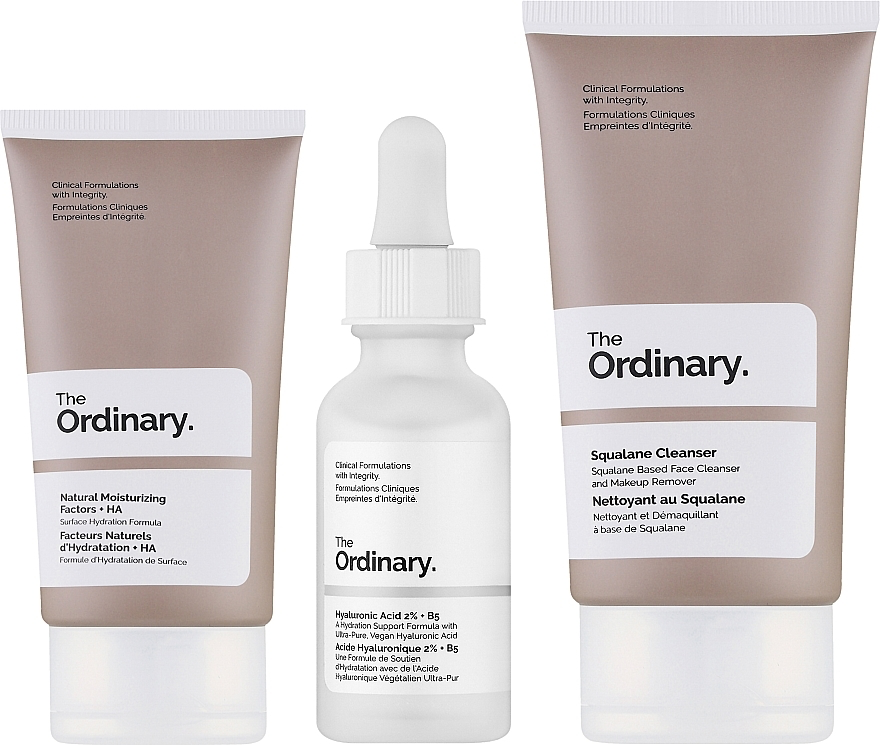 Clinical Formulations
with Integrity.
Formulations Cliniques
Empreintes d'Intégrité.
The
Ordinary.
Natural Moisturizing
Factors + HA
Surface Hydration Formula
Facteurs Naturels
d'Hydratation + HA
Formule d'Hydratation de Surface
Clinical Formulations
with Integrity.
Formulations Cliniques
Empreintes d'Intégrité.
The
Ordinary.
Hyaluronic Acid 2% + B5
A Hydration Support Formula with
Ultra-Pure, Vegan Hyaluronic Acid
Acide Hyaluronique 2% + B5
Une Formule de Soutien
d'Hydratation avec de l'Acide
Hyaluronique Végétalien Ultra-Pur
Clinical Formulations
with Integrity.
Formulations Cliniques
Empreintes d'Intégrité.
The
Ordinary.
Squalane Cleanser
Squalane Based Face Cleanser
and Makeup Remover
Nettoyant au Squalane
Nettoyant et Démaquillant
à base de Squalane